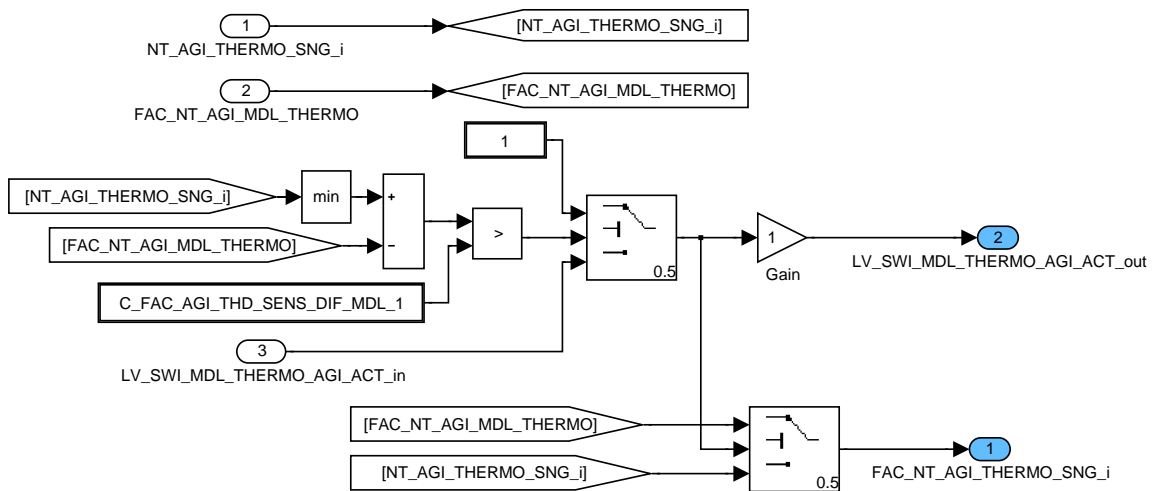 1
[NT_AGI_THERMO_SNG_i]
NT_AGI_THERMO_SNG_i
2
[FAC_NT_AGI_MDL_THERMO]
FAC_NT_AGI_MDL_THERMO
1
[NT_AGI_THERMO_SNG_i]
min
+
[FAC_NT_AGI_MDL_THERMO]
−
>
0.5
1
Gain
2
LV_SWI_MDL_THERMO_AGI_ACT_out
C_FAC_AGI_THD_SENS_DIF_MDL_1
3
LV_SWI_MDL_THERMO_AGI_ACT_in
[FAC_NT_AGI_MDL_THERMO]
[NT_AGI_THERMO_SNG_i]
0.5
1
FAC_NT_AGI_THERMO_SNG_i